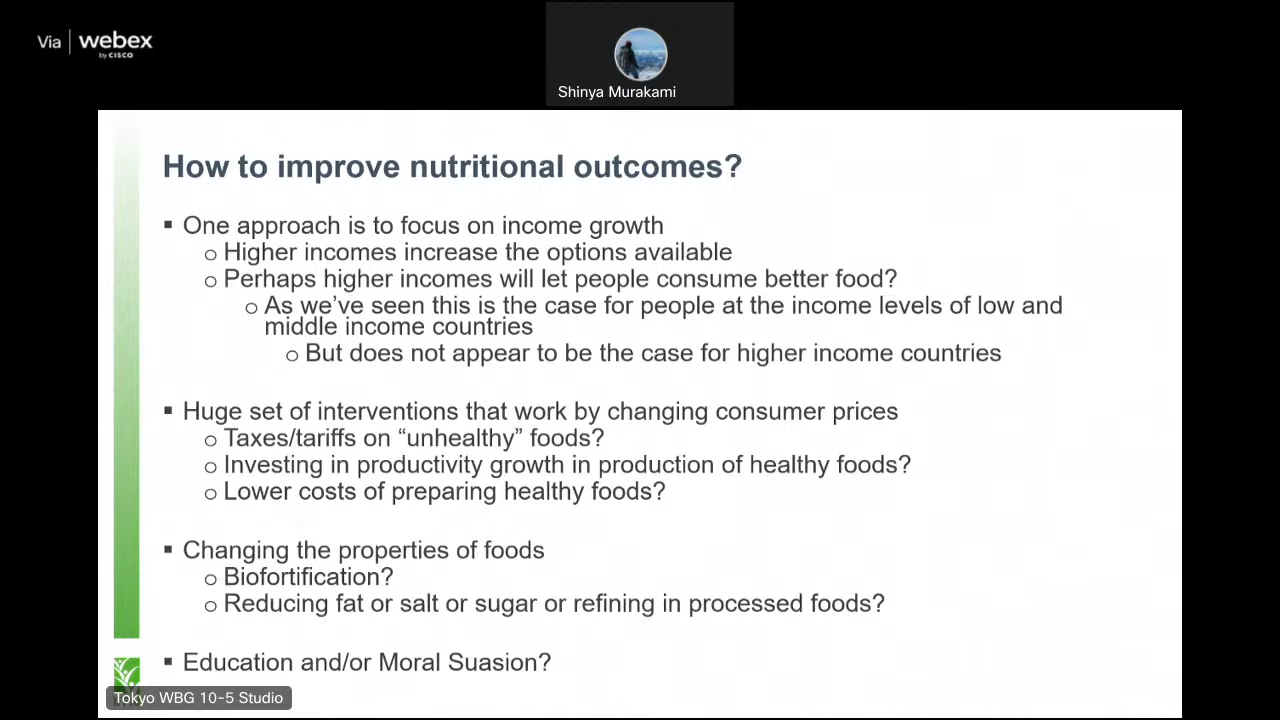 Via | webex
by CISCO
Shinya Murakami
How to improve nutritional outcomes?
▪ One approach is to focus on income growth
o Higher incomes increase the options available
o Perhaps higher incomes will let people consume better food?
o As we’ve seen this is the case for people at the income levels of low and
middle income countries
o But does not appear to be the case for higher income countries
▪ Huge set of interventions that work by changing consumer prices
o Taxes/tariffs on “unhealthy” foods?
o Investing in productivity growth in production of healthy foods?
o Lower costs of preparing healthy foods?
▪ Changing the properties of foods
o Biofortification?
o Reducing fat or salt or sugar or refining in processed foods?
▪ Education and/or Moral Suasion?
Tokyo WBG 10-5 Studio